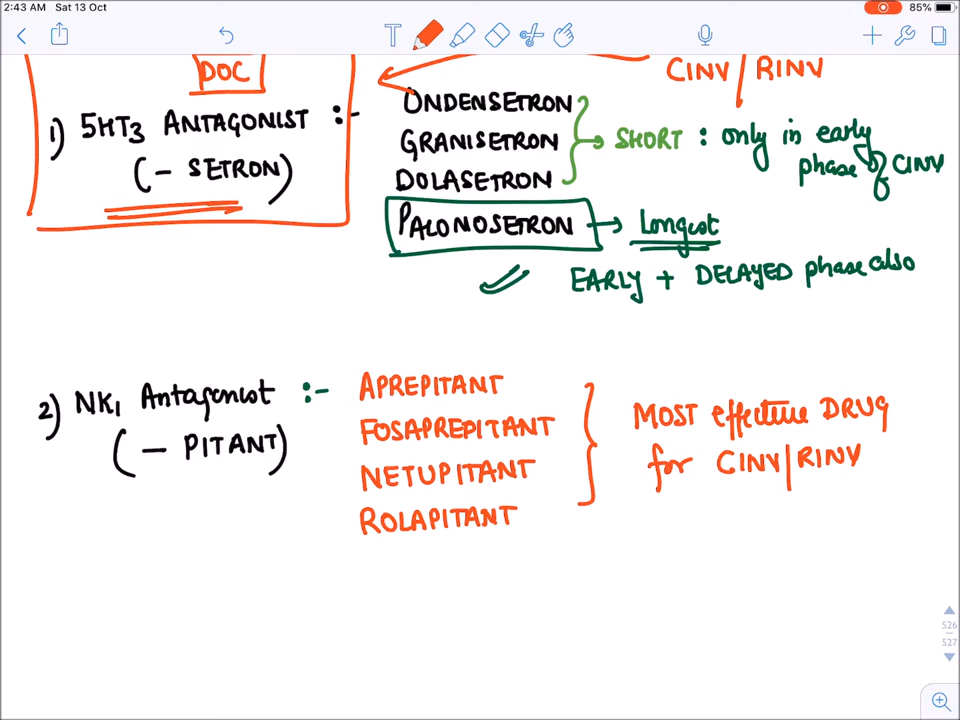 2:43 AM Sat 13 Oct
85%
T
DOC
CINV / RINV
1) 5HT3 ANTAGONIST :-
(- SETRON)
ONDENSETRON
GRANISETRON
DOLASETRON
SHORT : only in early
phase of CINV
PALONOSETRON → Longest
EARLY + DELAYED phase also
2) NK1 Antagonist :-
(- PITANT)
APREPITANT
FOSAPREPITANT
NETUPITANT
ROLAPITANT
MOST effective DRUG
for CINV/RINV
526
527